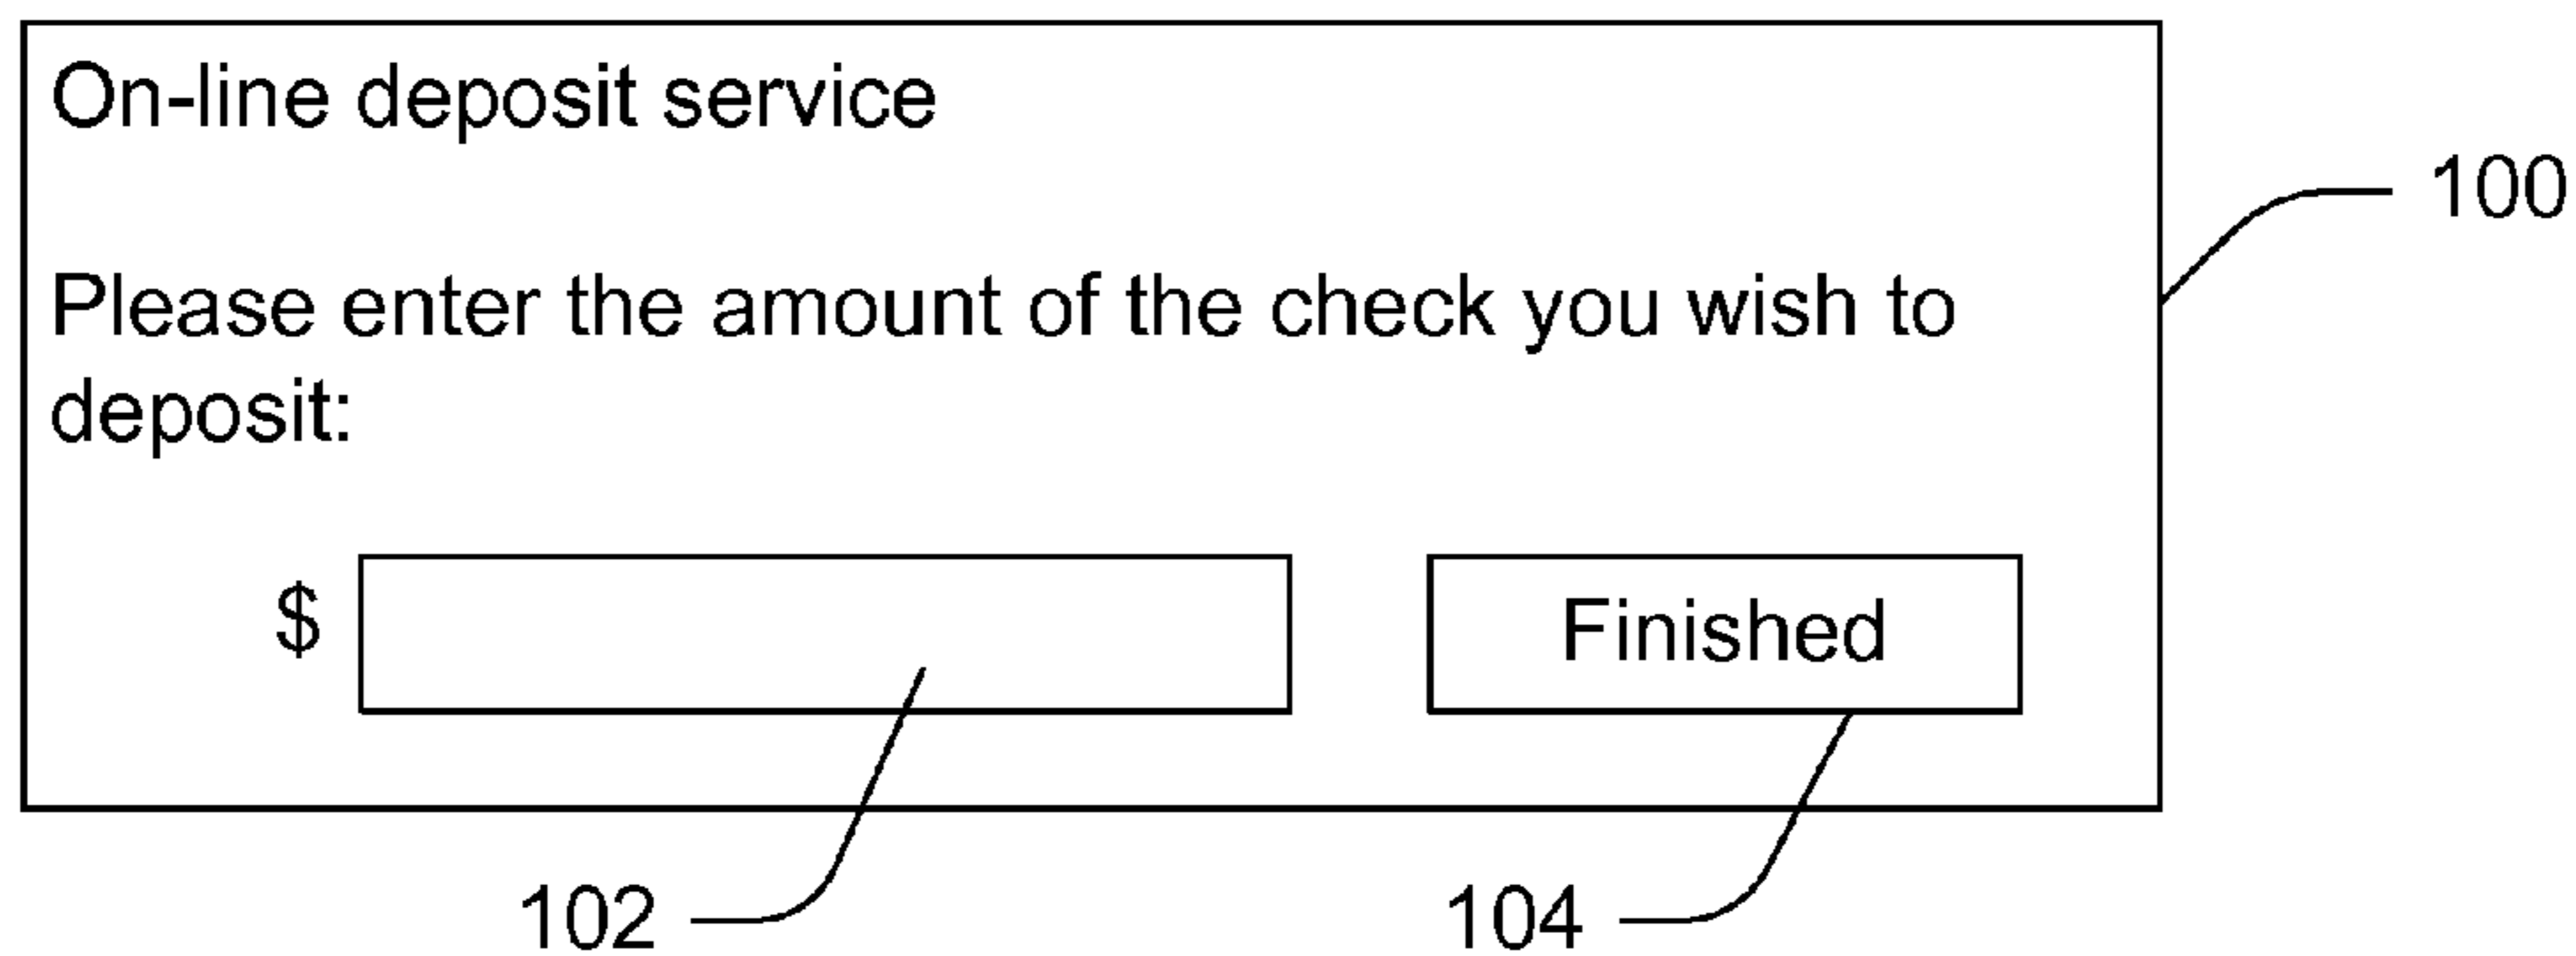 On-line deposit service
100
Please enter the amount of the check you wish to
deposit:
$
Finished
102
104